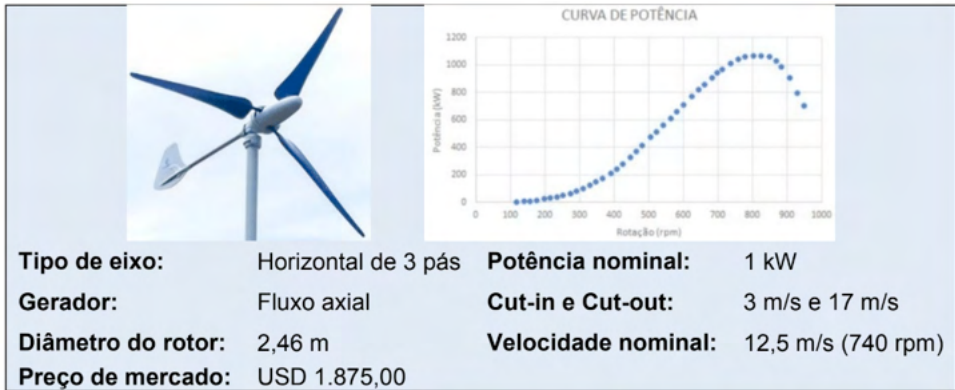 CURVA DE POTÊNCIA
1200
1000
800
600
400
200
0
Potência (kW)
0 100 200 300 400 500 600 700 800 900 1000
Rotação (rpm)
Tipo de eixo: Horizontal de 3 pás Potência nominal: 1 kW
Gerador: Fluxo axial Cut-in e Cut-out: 3 m/s e 17 m/s
Diâmetro do rotor: 2,46 m Velocidade nominal: 12,5 m/s (740 rpm)
Preço de mercado: USD 1.875,00